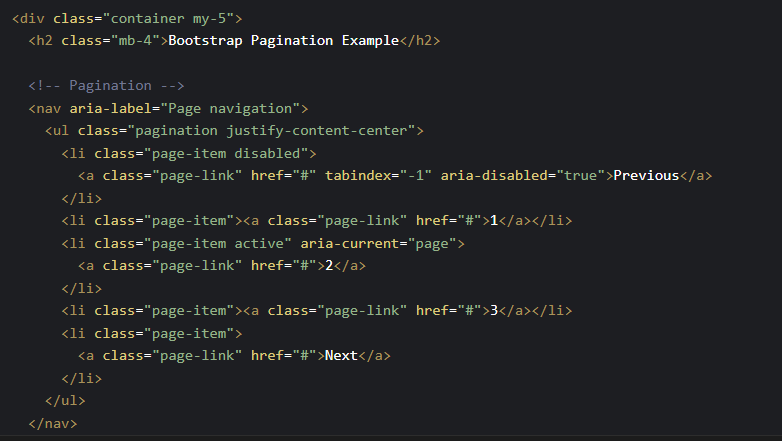 <div class="container my-5">
  <h2 class="mb-4">Bootstrap Pagination Example</h2>

  <!-- Pagination -->
  <nav aria-label="Page navigation">
    <ul class="pagination justify-content-center">
      <li class="page-item disabled">
        <a class="page-link" href="#" tabindex="-1" aria-disabled="true">Previous</a>
      </li>
      <li class="page-item"><a class="page-link" href="#">1</a></li>
      <li class="page-item active" aria-current="page">
        <a class="page-link" href="#">2</a>
      </li>
      <li class="page-item"><a class="page-link" href="#">3</a></li>
      <li class="page-item">
        <a class="page-link" href="#">Next</a>
      </li>
    </ul>
  </nav>